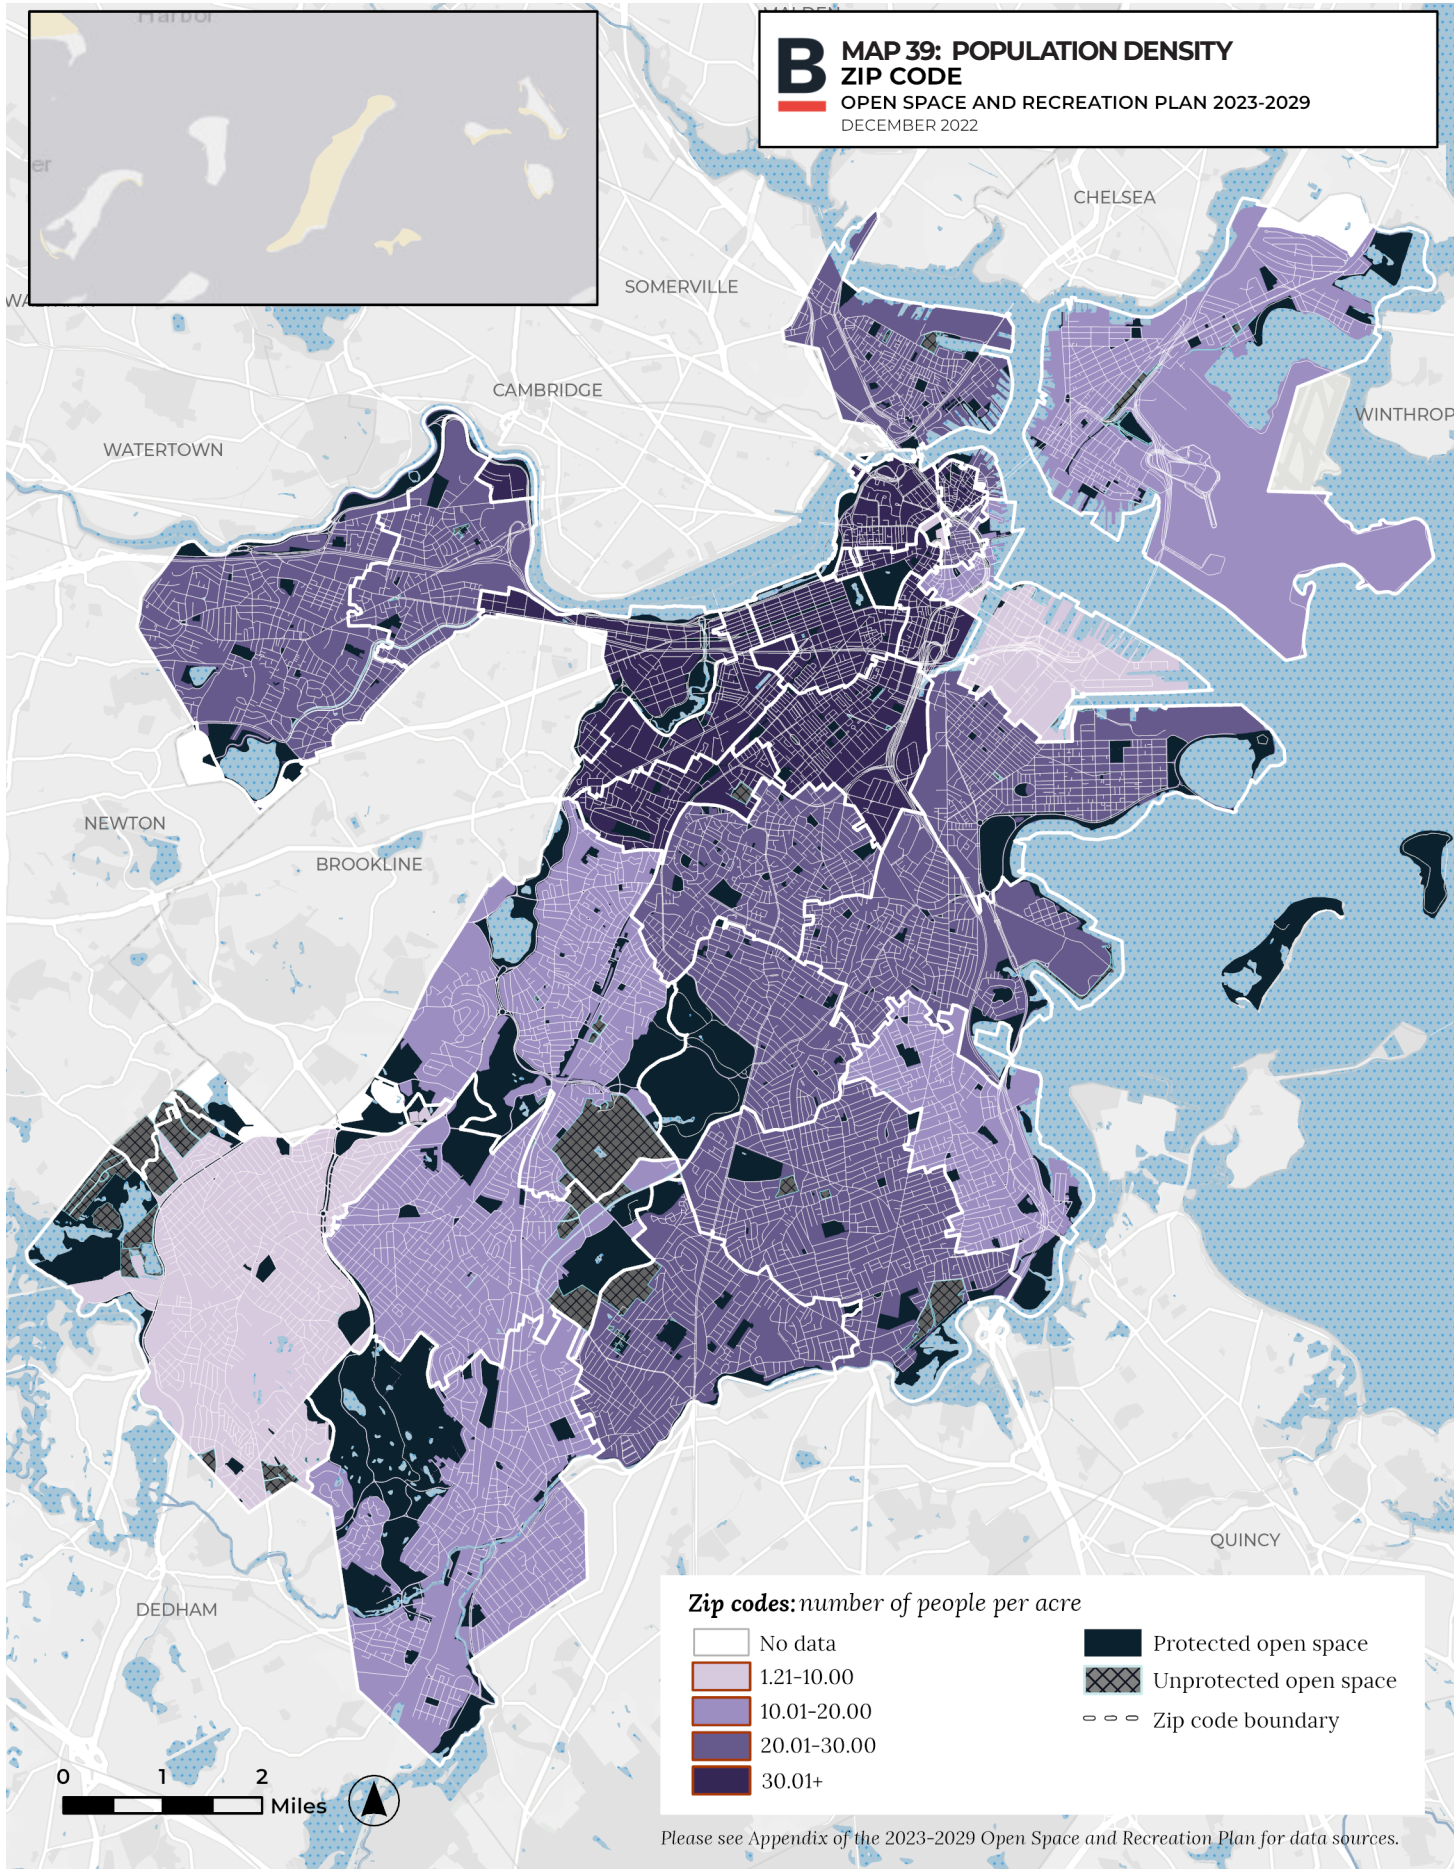 Harbor
er
MALDEN
B
MAP 39: POPULATION DENSITY
ZIP CODE
OPEN SPACE AND RECREATION PLAN 2023-2029
DECEMBER 2022
CHELSEA
SOMERVILLE
CAMBRIDGE
WATERTOWN
WINTHROP
NEWTON
BROOKLINE
QUINCY
DEDHAM
Zip codes: number of people per acre
No data
1.21-10.00
10.01-20.00
20.01-30.00
30.01+
Protected open space
Unprotected open space
Zip code boundary
0 1 2
Miles
Please see Appendix of the 2023-2029 Open Space and Recreation Plan for data sources.